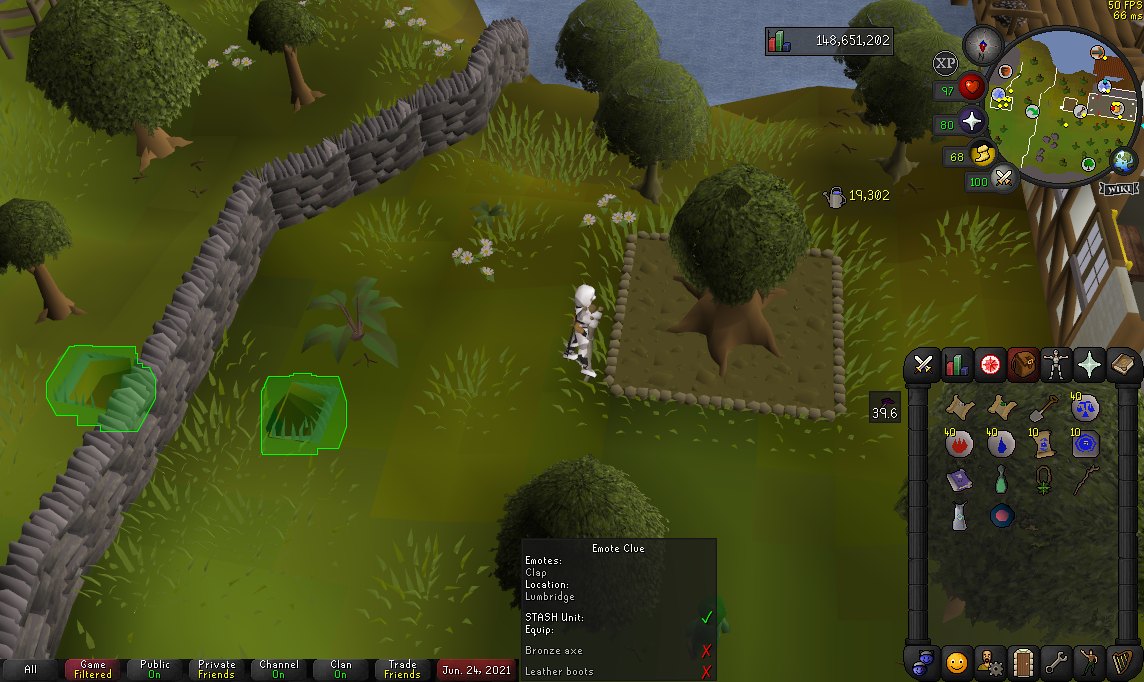 50 FPS
66 ms
148,651,202
XP
97
80
68
100
WIKI
19,302
39.6
40
40
40
10
10
Emote Clue
Emotes:
Clap
Location:
Lumbridge
STASH Unit:
Equip:
Bronze axe
Leather boots
All
Game
Filtered
Public
On
Private
Friends
Channel
On
Clan
On
Trade
Friends
Jun. 24, 2021